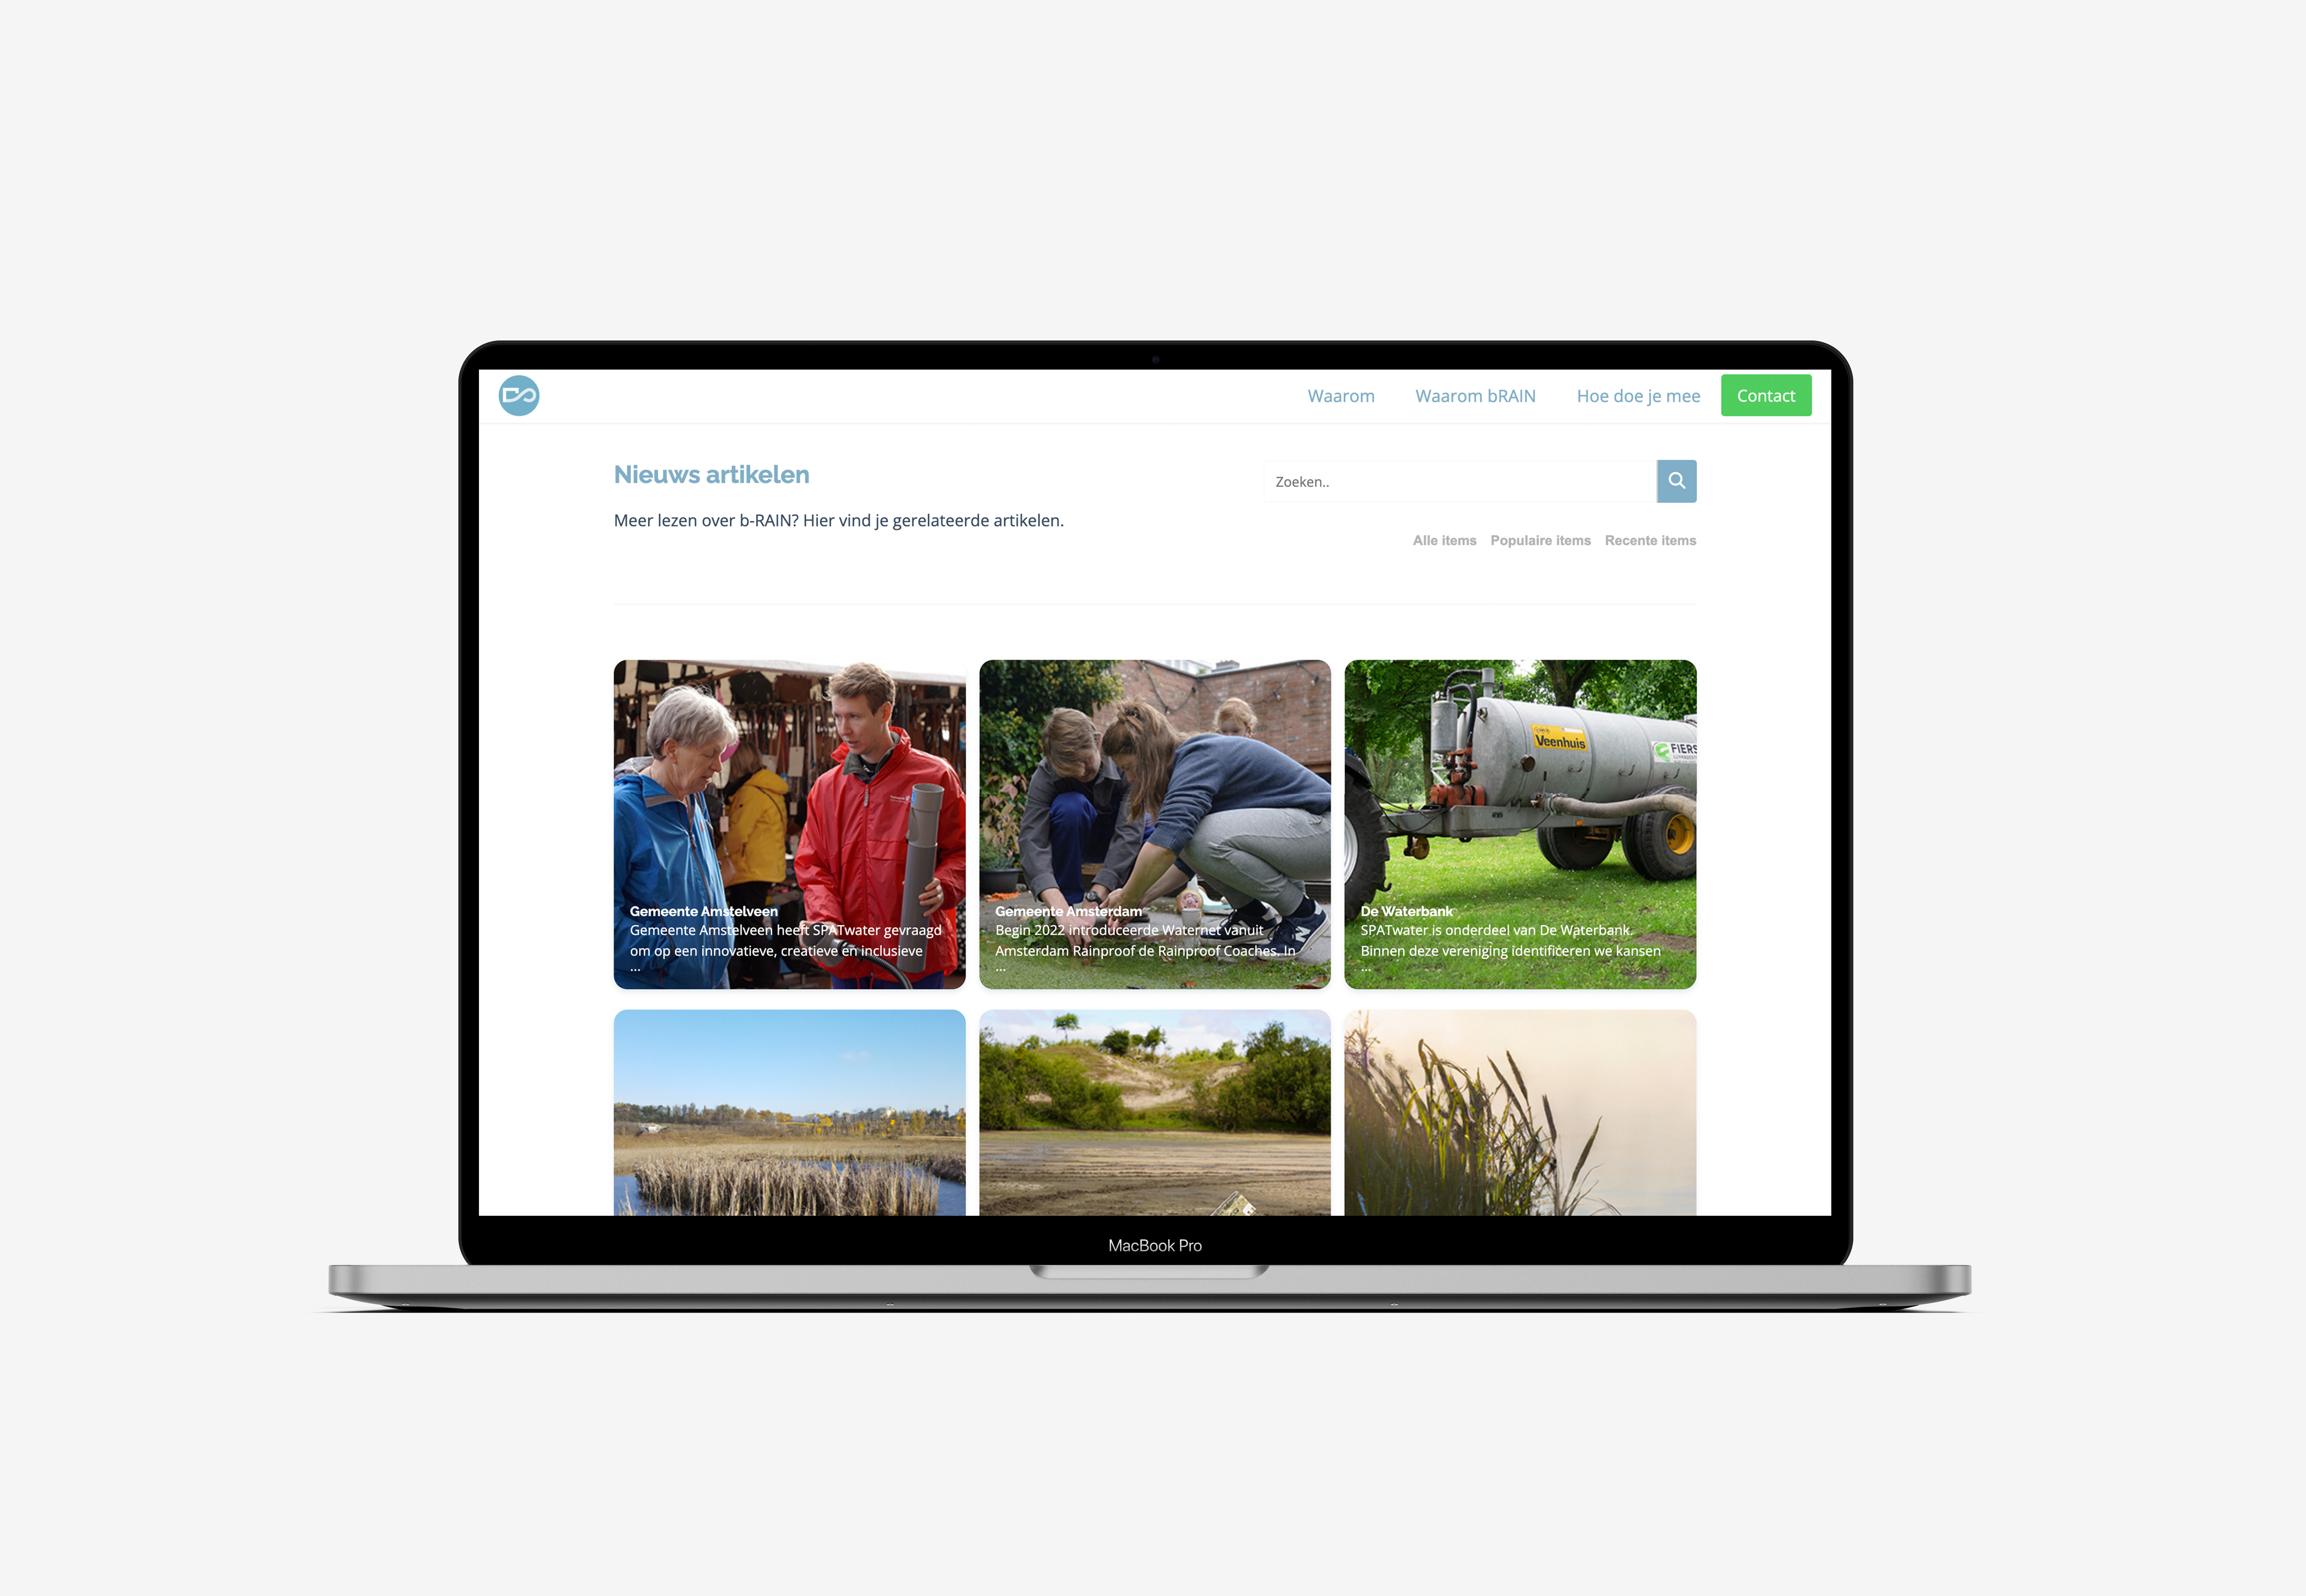 Waarom Waarom bRAIN Hoe doe je mee Contact
Nieuws artikelen
Zoeken..
Meer lezen over b-RAIN? Hier vind je gerelateerde artikelen.
Alle items Populaire items Recente items
Veenhuis
FIERS
Gemeente Amstelveen
Gemeente Amstelveen heeft SPATwater gevraagd
om op een innovatieve, creatieve en inclusieve
...
Gemeente Amsterdam
Begin 2022 introduceerde Waternet vanuit
Amsterdam Rainproof de Rainproof Coaches. In
...
De Waterbank
SPATwater is onderdeel van De Waterbank.
Binnen deze vereniging identificeren we kansen
...
MacBook Pro